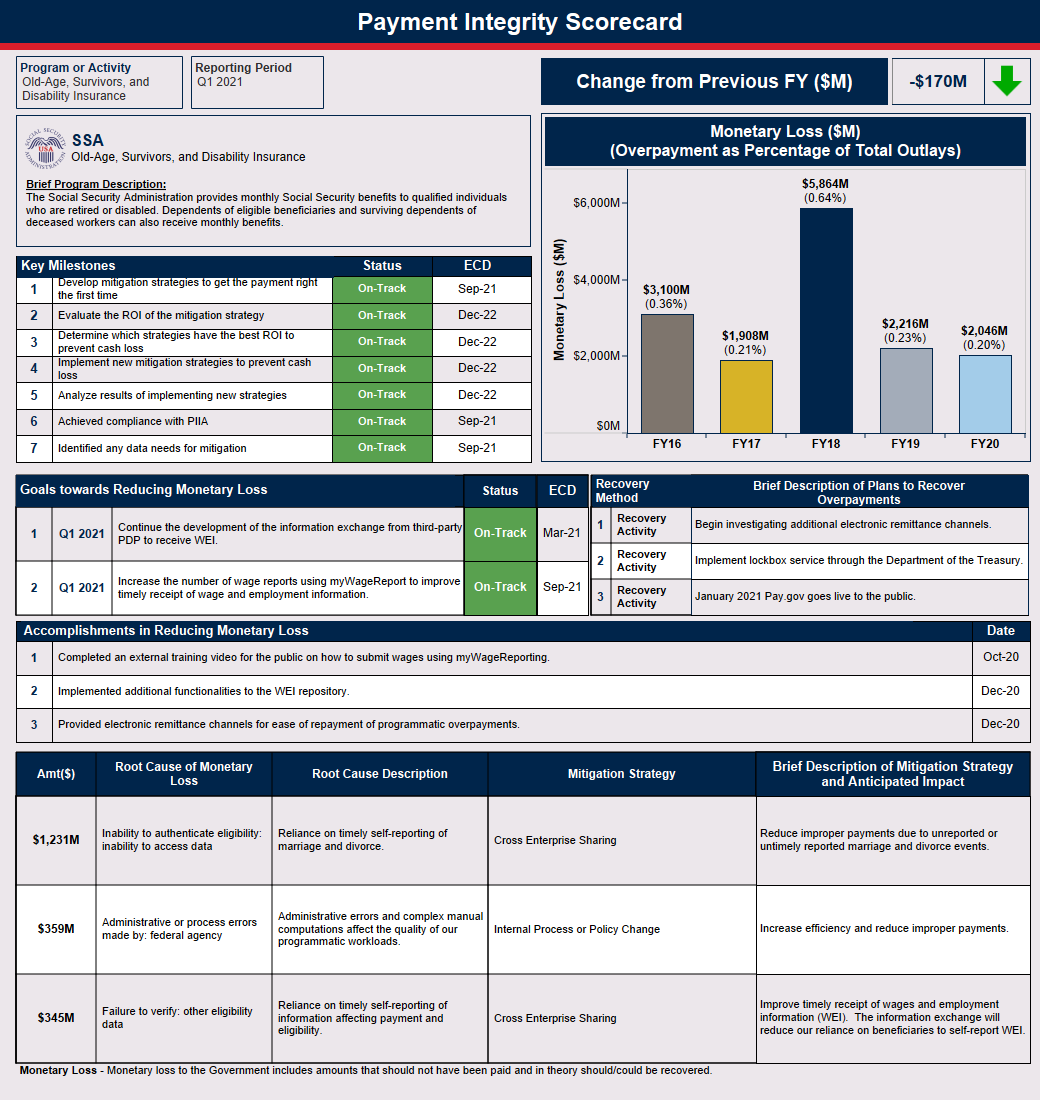 Payment Integrity Scorecard
Program or Activity
Old-Age, Survivors, and
Disability Insurance
Reporting Period
Q1 2021
Change from Previous FY ($M)
-$170M
SOCIAL SECURITY ADMINISTRATION
USA
SSA
Old-Age, Survivors, and Disability Insurance
Brief Program Description:
The Social Security Administration provides monthly Social Security benefits to qualified individuals
who are retired or disabled. Dependents of eligible beneficiaries and surviving dependents of
deceased workers can also receive monthly benefits.
Key Milestones Status ECD
1 Develop mitigation strategies to get the payment right
the first time On-Track Sep-21
2 Evaluate the ROI of the mitigation strategy On-Track Dec-22
3 Determine which strategies have the best ROI to
prevent cash loss On-Track Dec-22
4 Implement new mitigation strategies to prevent cash
loss On-Track Dec-22
5 Analyze results of implementing new strategies On-Track Dec-22
6 Achieved compliance with PIIA On-Track Sep-21
7 Identified any data needs for mitigation On-Track Sep-21
Monetary Loss ($M)
(Overpayment as Percentage of Total Outlays)
Monetary Loss ($M)
$6,000M
$4,000M
$2,000M
$0M
$3,100M
(0.36%)
$1,908M
(0.21%)
$5,864M
(0.64%)
$2,216M
(0.23%)
$2,046M
(0.20%)
FY16 FY17 FY18 FY19 FY20
Goals towards Reducing Monetary Loss Status ECD
1 Q1 2021 Continue the development of the information exchange from third-party
PDP to receive WEI. On-Track Mar-21
2 Q1 2021 Increase the number of wage reports using myWageReport to improve
timely receipt of wage and employment information. On-Track Sep-21
Recovery
Method
Brief Description of Plans to Recover
Overpayments
1 Recovery
Activity Begin investigating additional electronic remittance channels.
2 Recovery
Activity Implement lockbox service through the Department of the Treasury.
3 Recovery
Activity January 2021 Pay.gov goes live to the public.
Accomplishments in Reducing Monetary Loss Date
1 Completed an external training video for the public on how to submit wages using myWageReporting. Oct-20
2 Implemented additional functionalities to the WEI repository. Dec-20
3 Provided electronic remittance channels for ease of repayment of programmatic overpayments. Dec-20
Amt($)
Root Cause of Monetary
Loss
Root Cause Description
Mitigation Strategy
Brief Description of Mitigation Strategy
and Anticipated Impact
$1,231M
Inability to authenticate eligibility:
inability to access data
Reliance on timely self-reporting of
marriage and divorce.
Cross Enterprise Sharing
Reduce improper payments due to unreported or
untimely reported marriage and divorce events.
$359M
Administrative or process errors
made by: federal agency
Administrative errors and complex manual
computations affect the quality of our
programmatic workloads.
Internal Process or Policy Change
Increase efficiency and reduce improper payments.
$345M
Failure to verify: other eligibility
data
Reliance on timely self-reporting of
information affecting payment and
eligibility.
Cross Enterprise Sharing
Improve timely receipt of wages and employment
information (WEI). The information exchange will
reduce our reliance on beneficiaries to self-report WEI.
Monetary Loss - Monetary loss to the Government includes amounts that should not have been paid and in theory should/could be recovered.